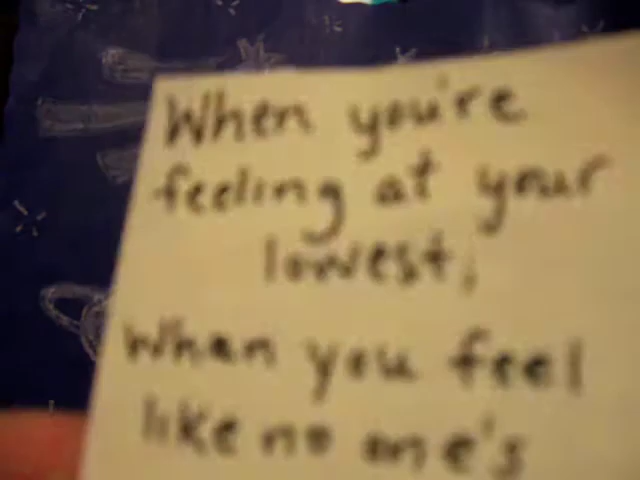 When you're
feeling at your
lowest;
When you feel
like no one's